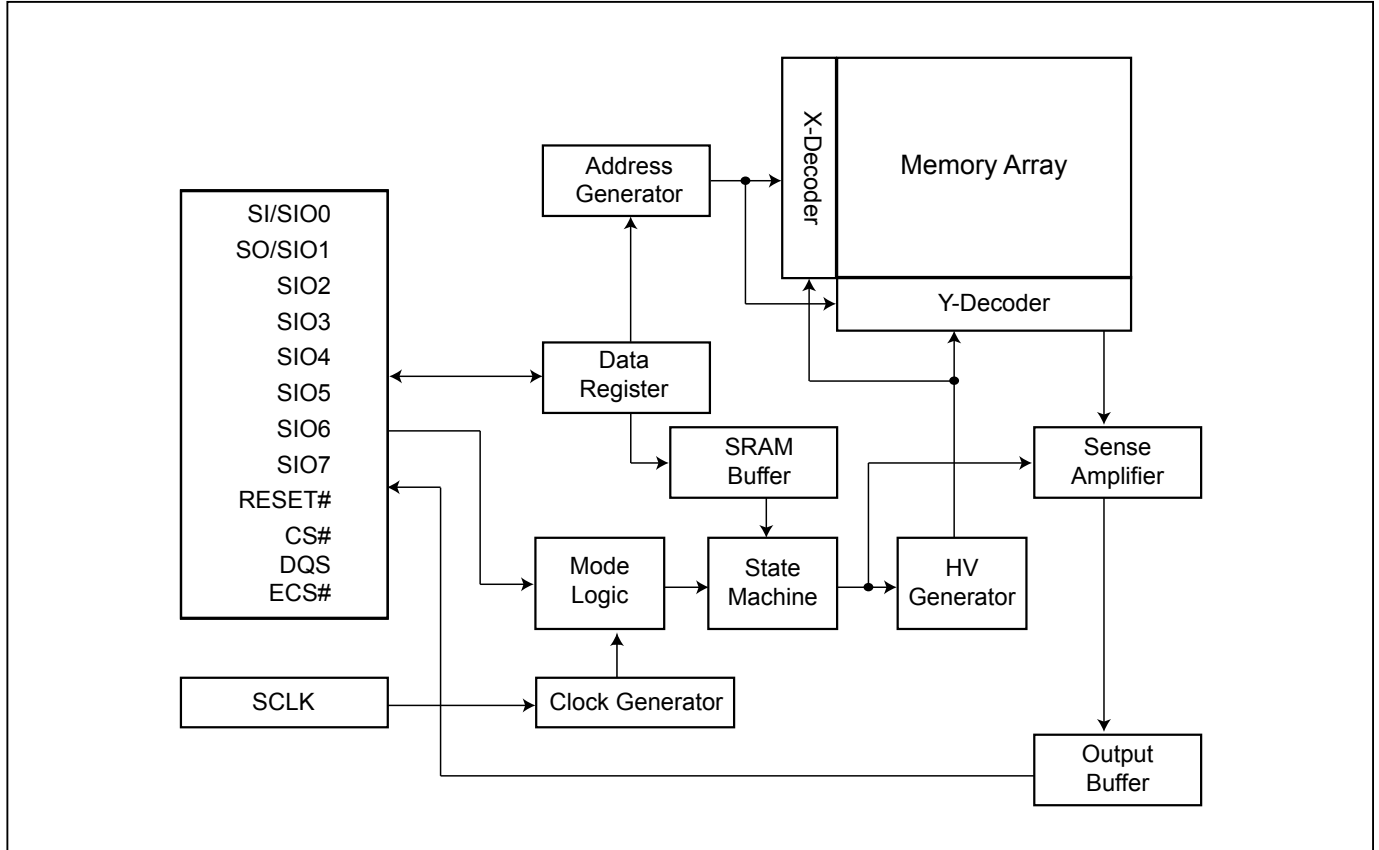 SI/SIO0
SO/SIO1
SIO2
SIO3
SIO4
SIO5
SIO6
SIO7
RESET#
CS#
DQS
ECS#
SCLK
Address
Generator
Data
Register
SRAM
Buffer
Mode
Logic
State
Machine
Clock Generator
HV
Generator
X-Decoder
Memory Array
Y-Decoder
Sense
Amplifier
Output
Buffer